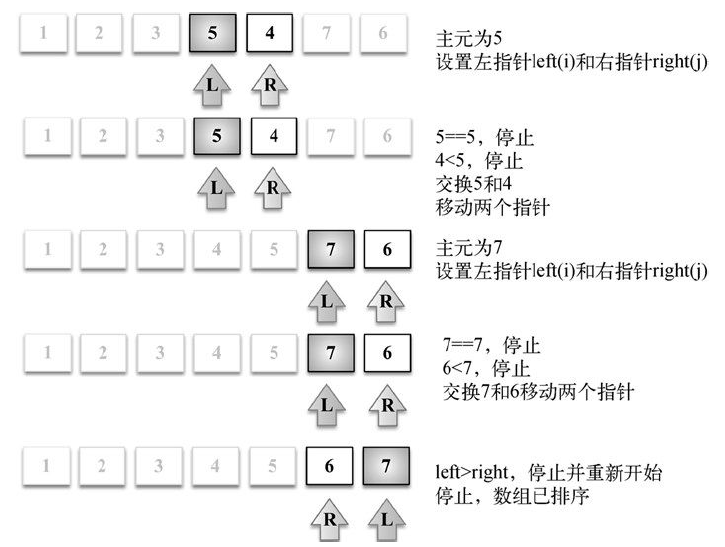 1 2 3 5 4 7 6
主元为5
设置左指针left(i)和右指针right(j)
L R
1 2 3 5 4 7 6
5==5，停止
4<5，停止
交换5和4
移动两个指针
L R
1 2 3 4 5 7 6
主元为7
设置左指针left(i)和右指针right(j)
L R
1 2 3 4 5 7 6
7==7，停止
6<7，停止
交换7和6移动两个指针
L R
1 2 3 4 5 6 7
left>right，停止并重新开始
停止，数组已排序
R L